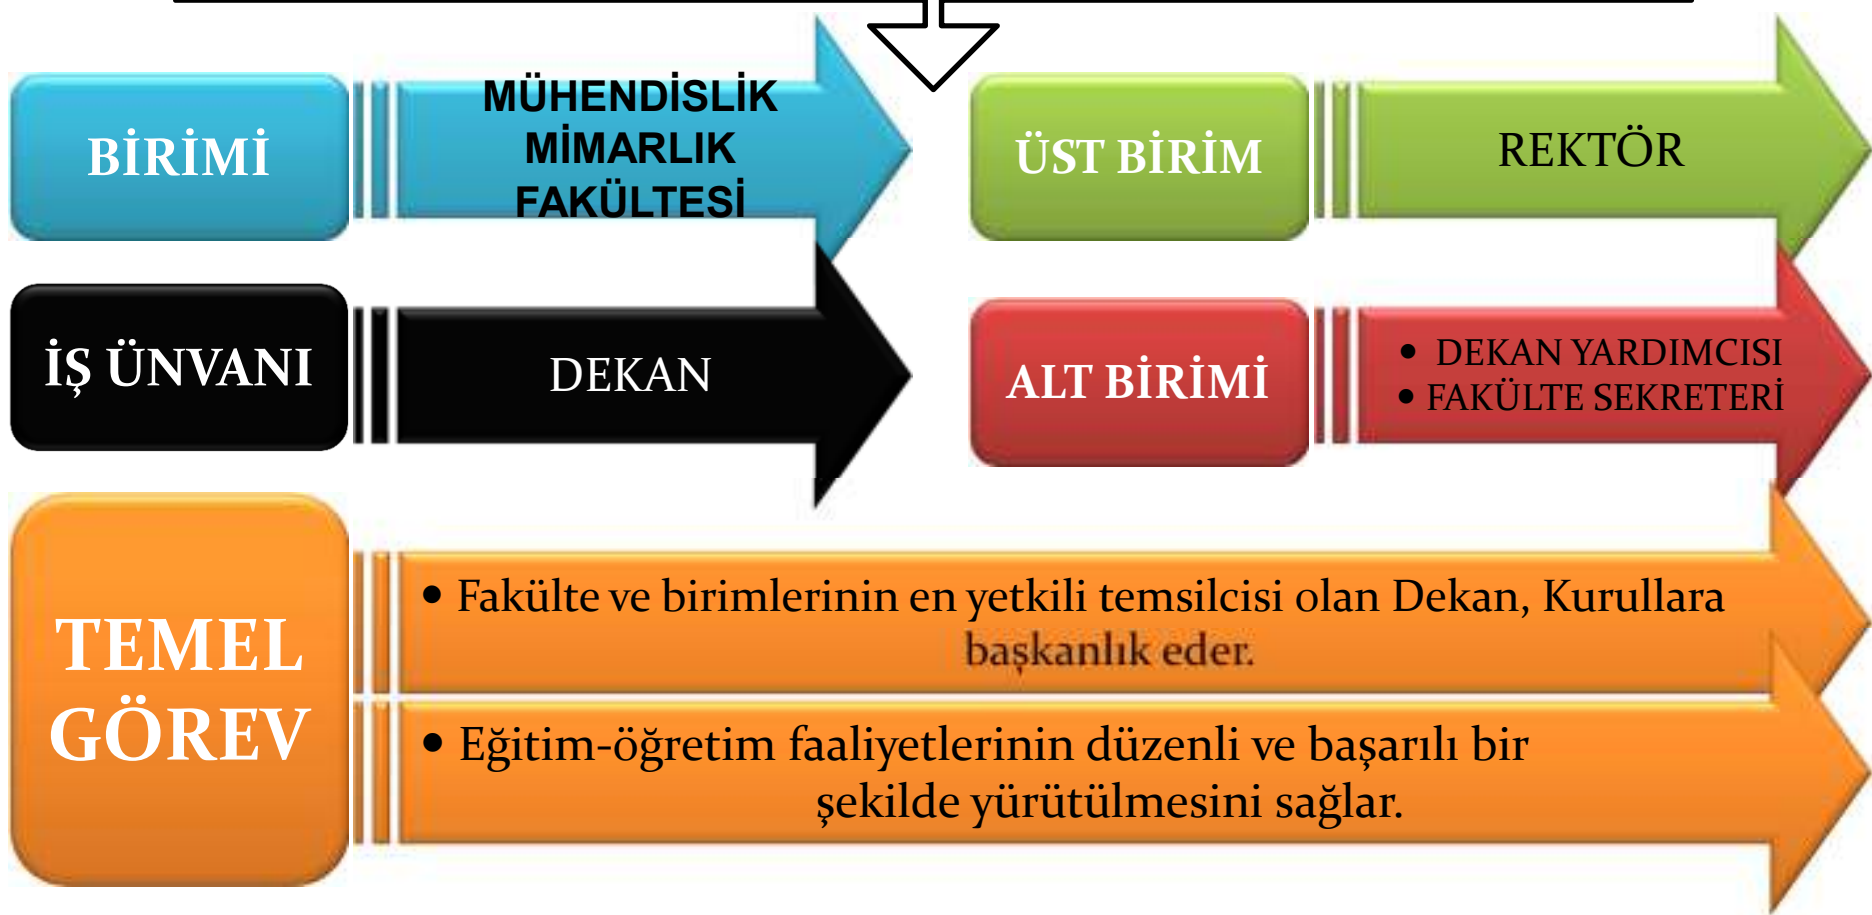 BİRİMİ
MÜHENDİSLİK
MİMARLIK
FAKÜLTESİ
ÜST BİRİM
REKTÖR
İŞ ÜNVANI
DEKAN
ALT BİRİMİ
• DEKAN YARDIMCISI
• FAKÜLTE SEKRETERİ
TEMEL
GÖREV
• Fakülte ve birimlerinin en yetkili temsilcisi olan Dekan, Kurullara
başkanlık eder.
• Eğitim-öğretim faaliyetlerinin düzenli ve başarılı bir
şekilde yürütülmesini sağlar.